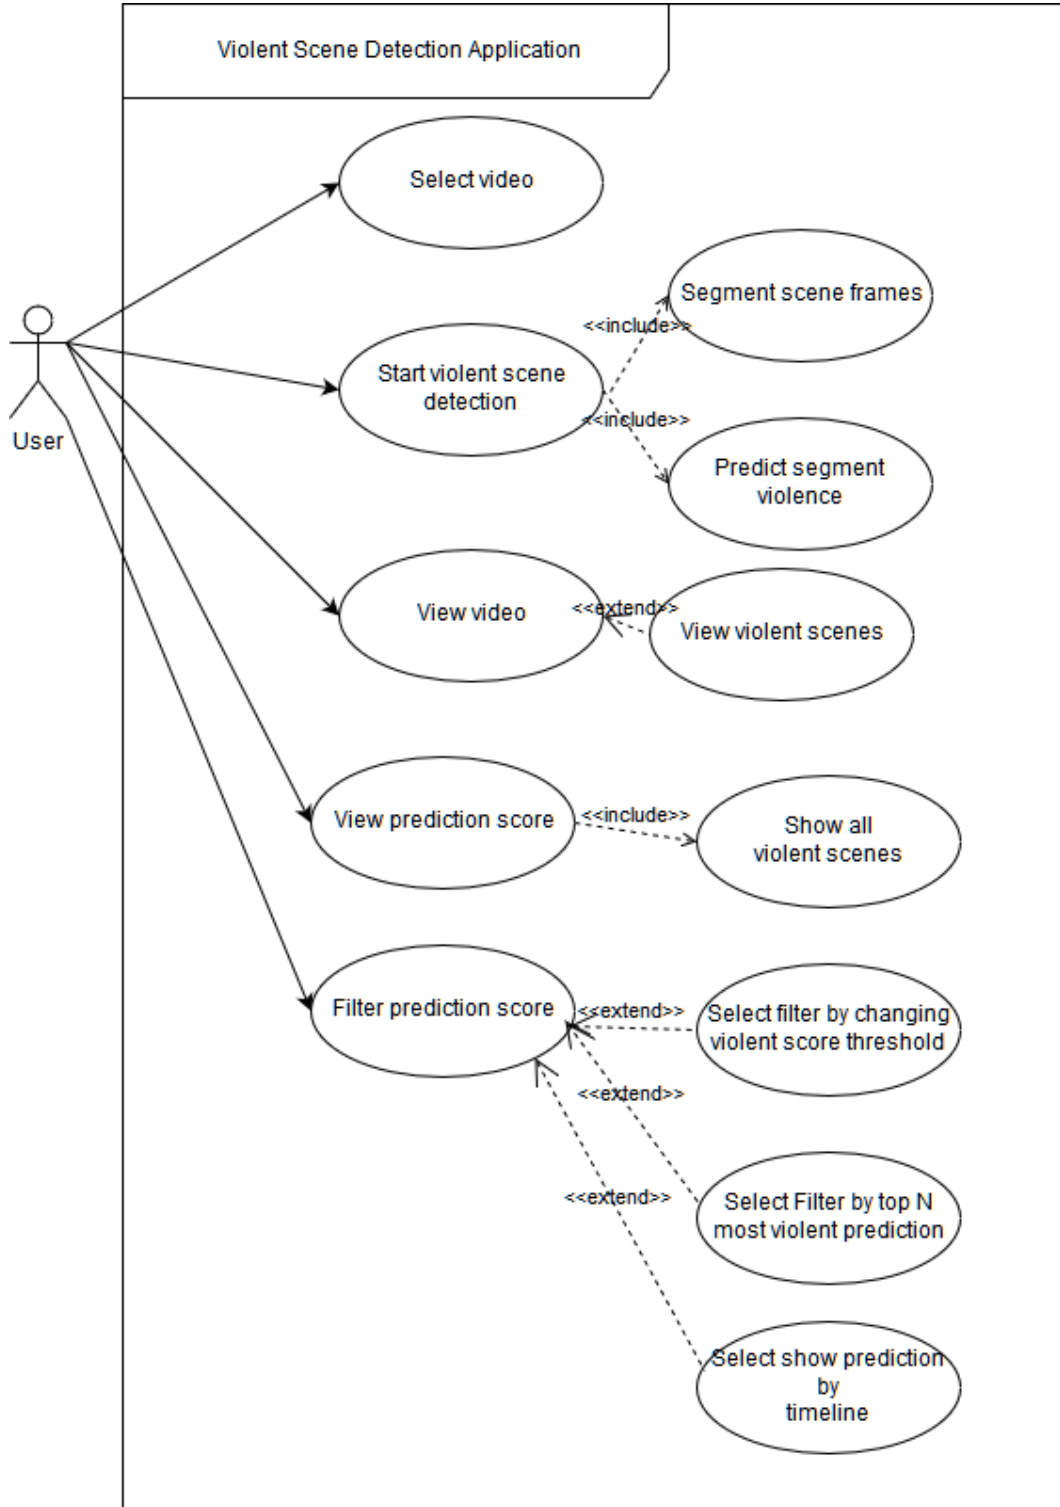 Violent Scene Detection Application
Select video
Segment scene frames
<<include>>
Start violent scene
detection
<<include>>
User
Predict segment
violence
View video
<<extend>>
View violent scenes
View prediction score
<<include>>
Show all
violent scenes
Filter prediction score
<<extend>>
Select filter by changing
violent score threshold
<<extend>>
<<extend>>
Select Filter by top N
most violent prediction
Select show prediction
by
timeline